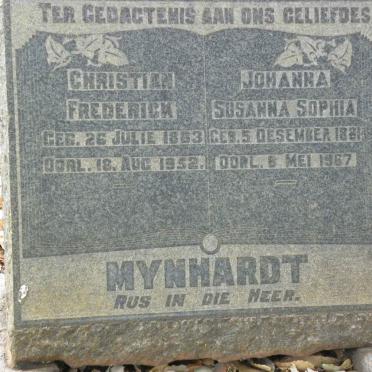 TER GEDACTENIS AAN ONS GELIEFDES
CHRISTIEN
FREDERICK
GEB. 26 JULIE 1863
OORL. 18. AUG. 1952.
JOHANNA
SUSANNA SOPHIA
GEB. 5. DESEMBER 1881
OORL. 6 MEI 1967
MYNHARDT
RUS IN DIE HEER.